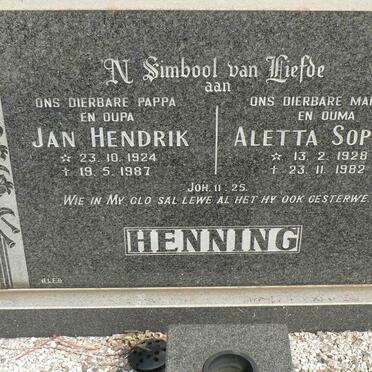 'N Simbool van Liefde
aan
ONS DIERBARE PAPPA
EN OUPA
JAN HENDRIK
☆ 23.10.1924
† 19.5.1987
ONS DIERBARE MA
EN OUMA
ALETTA SOP
☆ 13.2.1928
† 23.11.1982
JOH. 11:25.
WIE IN MY GLO SAL LEWE AL HET HY OOK GESTERWE.
HENNING